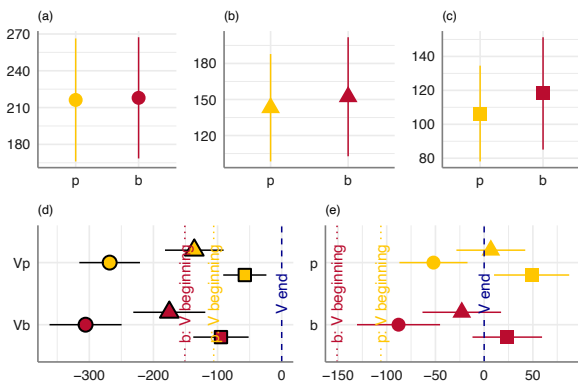 (a)
(b)
(c)
270
240
210
180
p
b
180
150
120
p
b
140
120
100
80
p
b
(d)
Vp
Vb
b: V beginning
p: V beginning
V end
−300
−200
−100
0
(e)
p
b
b: V beginning
p: V beginning
V end
−150
−100
−50
0
50